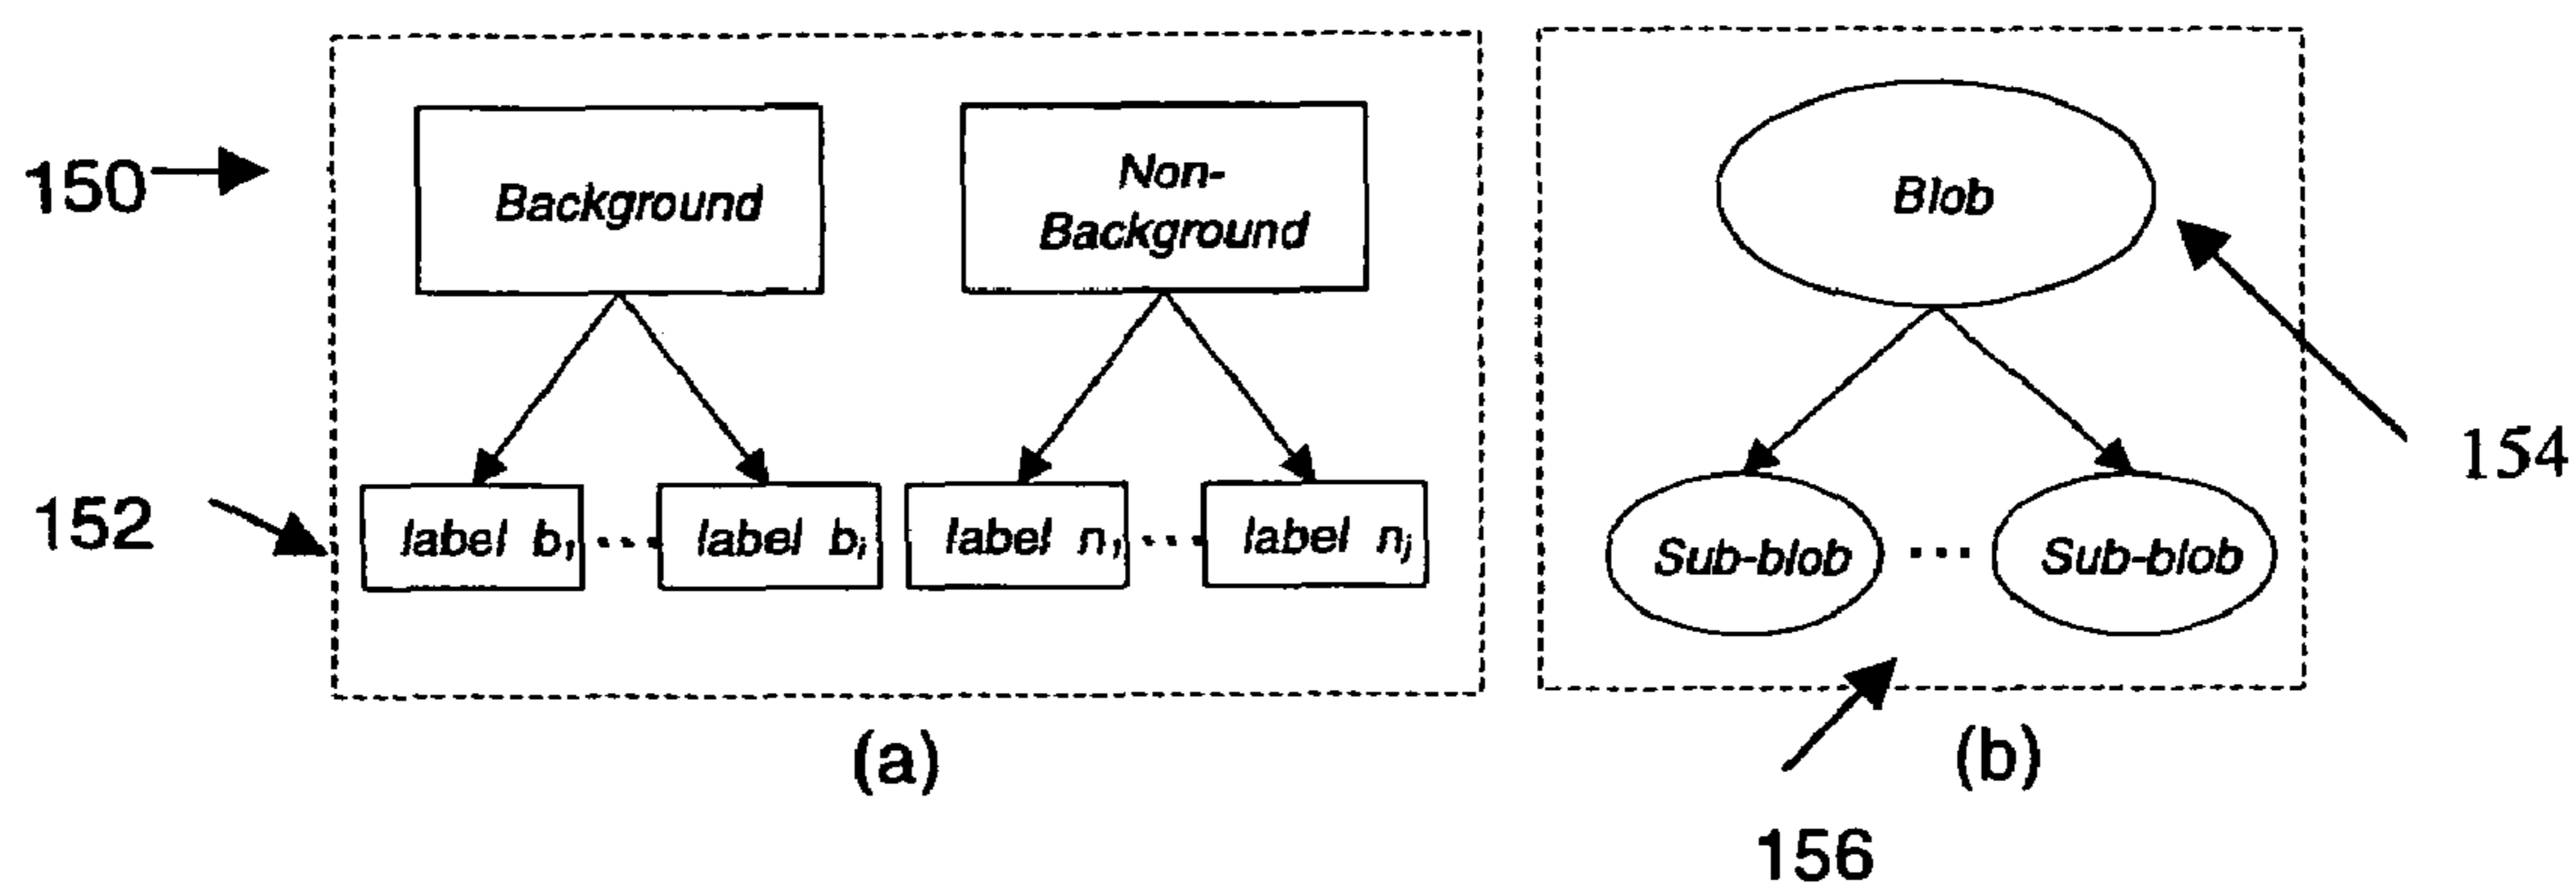 150
Background
Non-
Background
Blob
154
152
label b₁ ... label bᵢ
label n₁ ... label nⱼ
Sub-blob ... Sub-blob
(a)
(b)
156